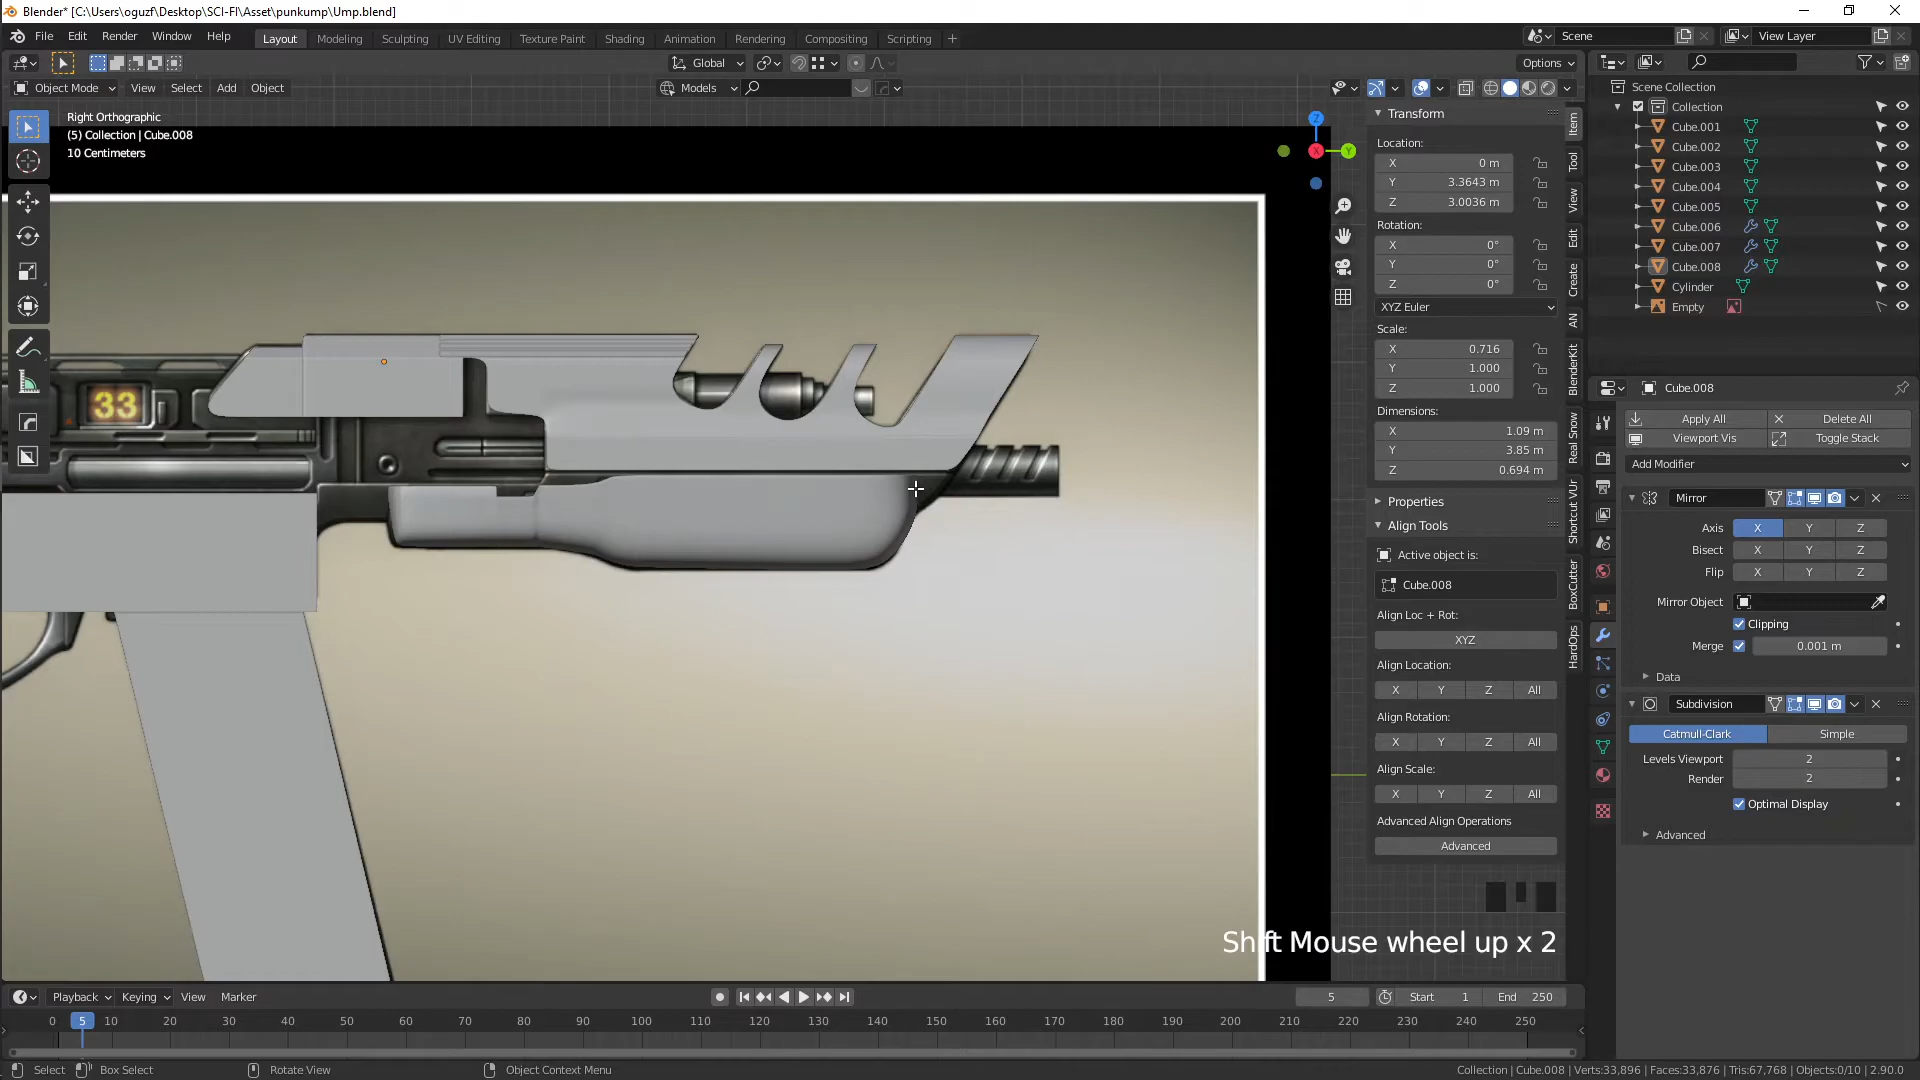 Blender* [C:\Users\oguzf\Desktop\SCI-FI\Asset\punkump\Ump.blend]
File Edit Render Window Help Layout Modeling Sculpting UV Editing Texture Paint Shading Animation Rendering Compositing Scripting Scene View Layer
Global Options
Object Mode View Select Add Object Models
Right Orthographic
(5) Collection | Cube.008
10 Centimeters
33
Z
X
Y
Shift Mouse wheel up x 2
Transform
Location:
X 0 m
Y 3.3643 m
Z 3.0036 m
Rotation:
X 0°
Y 0°
Z 0°
XYZ Euler
Scale:
X 0.716
Y 1.000
Z 1.000
Dimensions:
X 1.09 m
Y 3.85 m
Z 0.694 m
Properties
Align Tools
Active object is:
Cube.008
Align Loc + Rot:
XYZ
Align Location:
X Y Z All
Align Rotation:
X Y Z All
Align Scale:
X Y Z All
Advanced Align Operations
Advanced
Item
Tool
View
Edit
Create
AN
BlenderKit
Real Snow
Shortcut VUr
BoxCutter
HardOps
Scene Collection
Collection
Cube.001
Cube.002
Cube.003
Cube.004
Cube.005
Cube.006
Cube.007
Cube.008
Cylinder
Empty
Cube.008
Apply All Delete All
Viewport Vis Toggle Stack
Add Modifier
Mirror
Axis X Y Z
Bisect X Y Z
Flip X Y Z
Mirror Object
Clipping
Merge 0.001 m
Data
Subdivision
Catmull-Clark Simple
Levels Viewport 2
Render 2
Optimal Display
Advanced
Playback Keying View Marker 5 Start 1 End 250
0 5 10 20 30 40 50 60 70 80 90 100 110 120 130 140 150 160 170 180 190 200 210 220 230 240 250
Select Box Select Rotate View Object Context Menu Collection | Cube.008 | Verts:33,896 | Faces:33,876 | Tris:67,768 | Objects:0/10 | 2.90.0